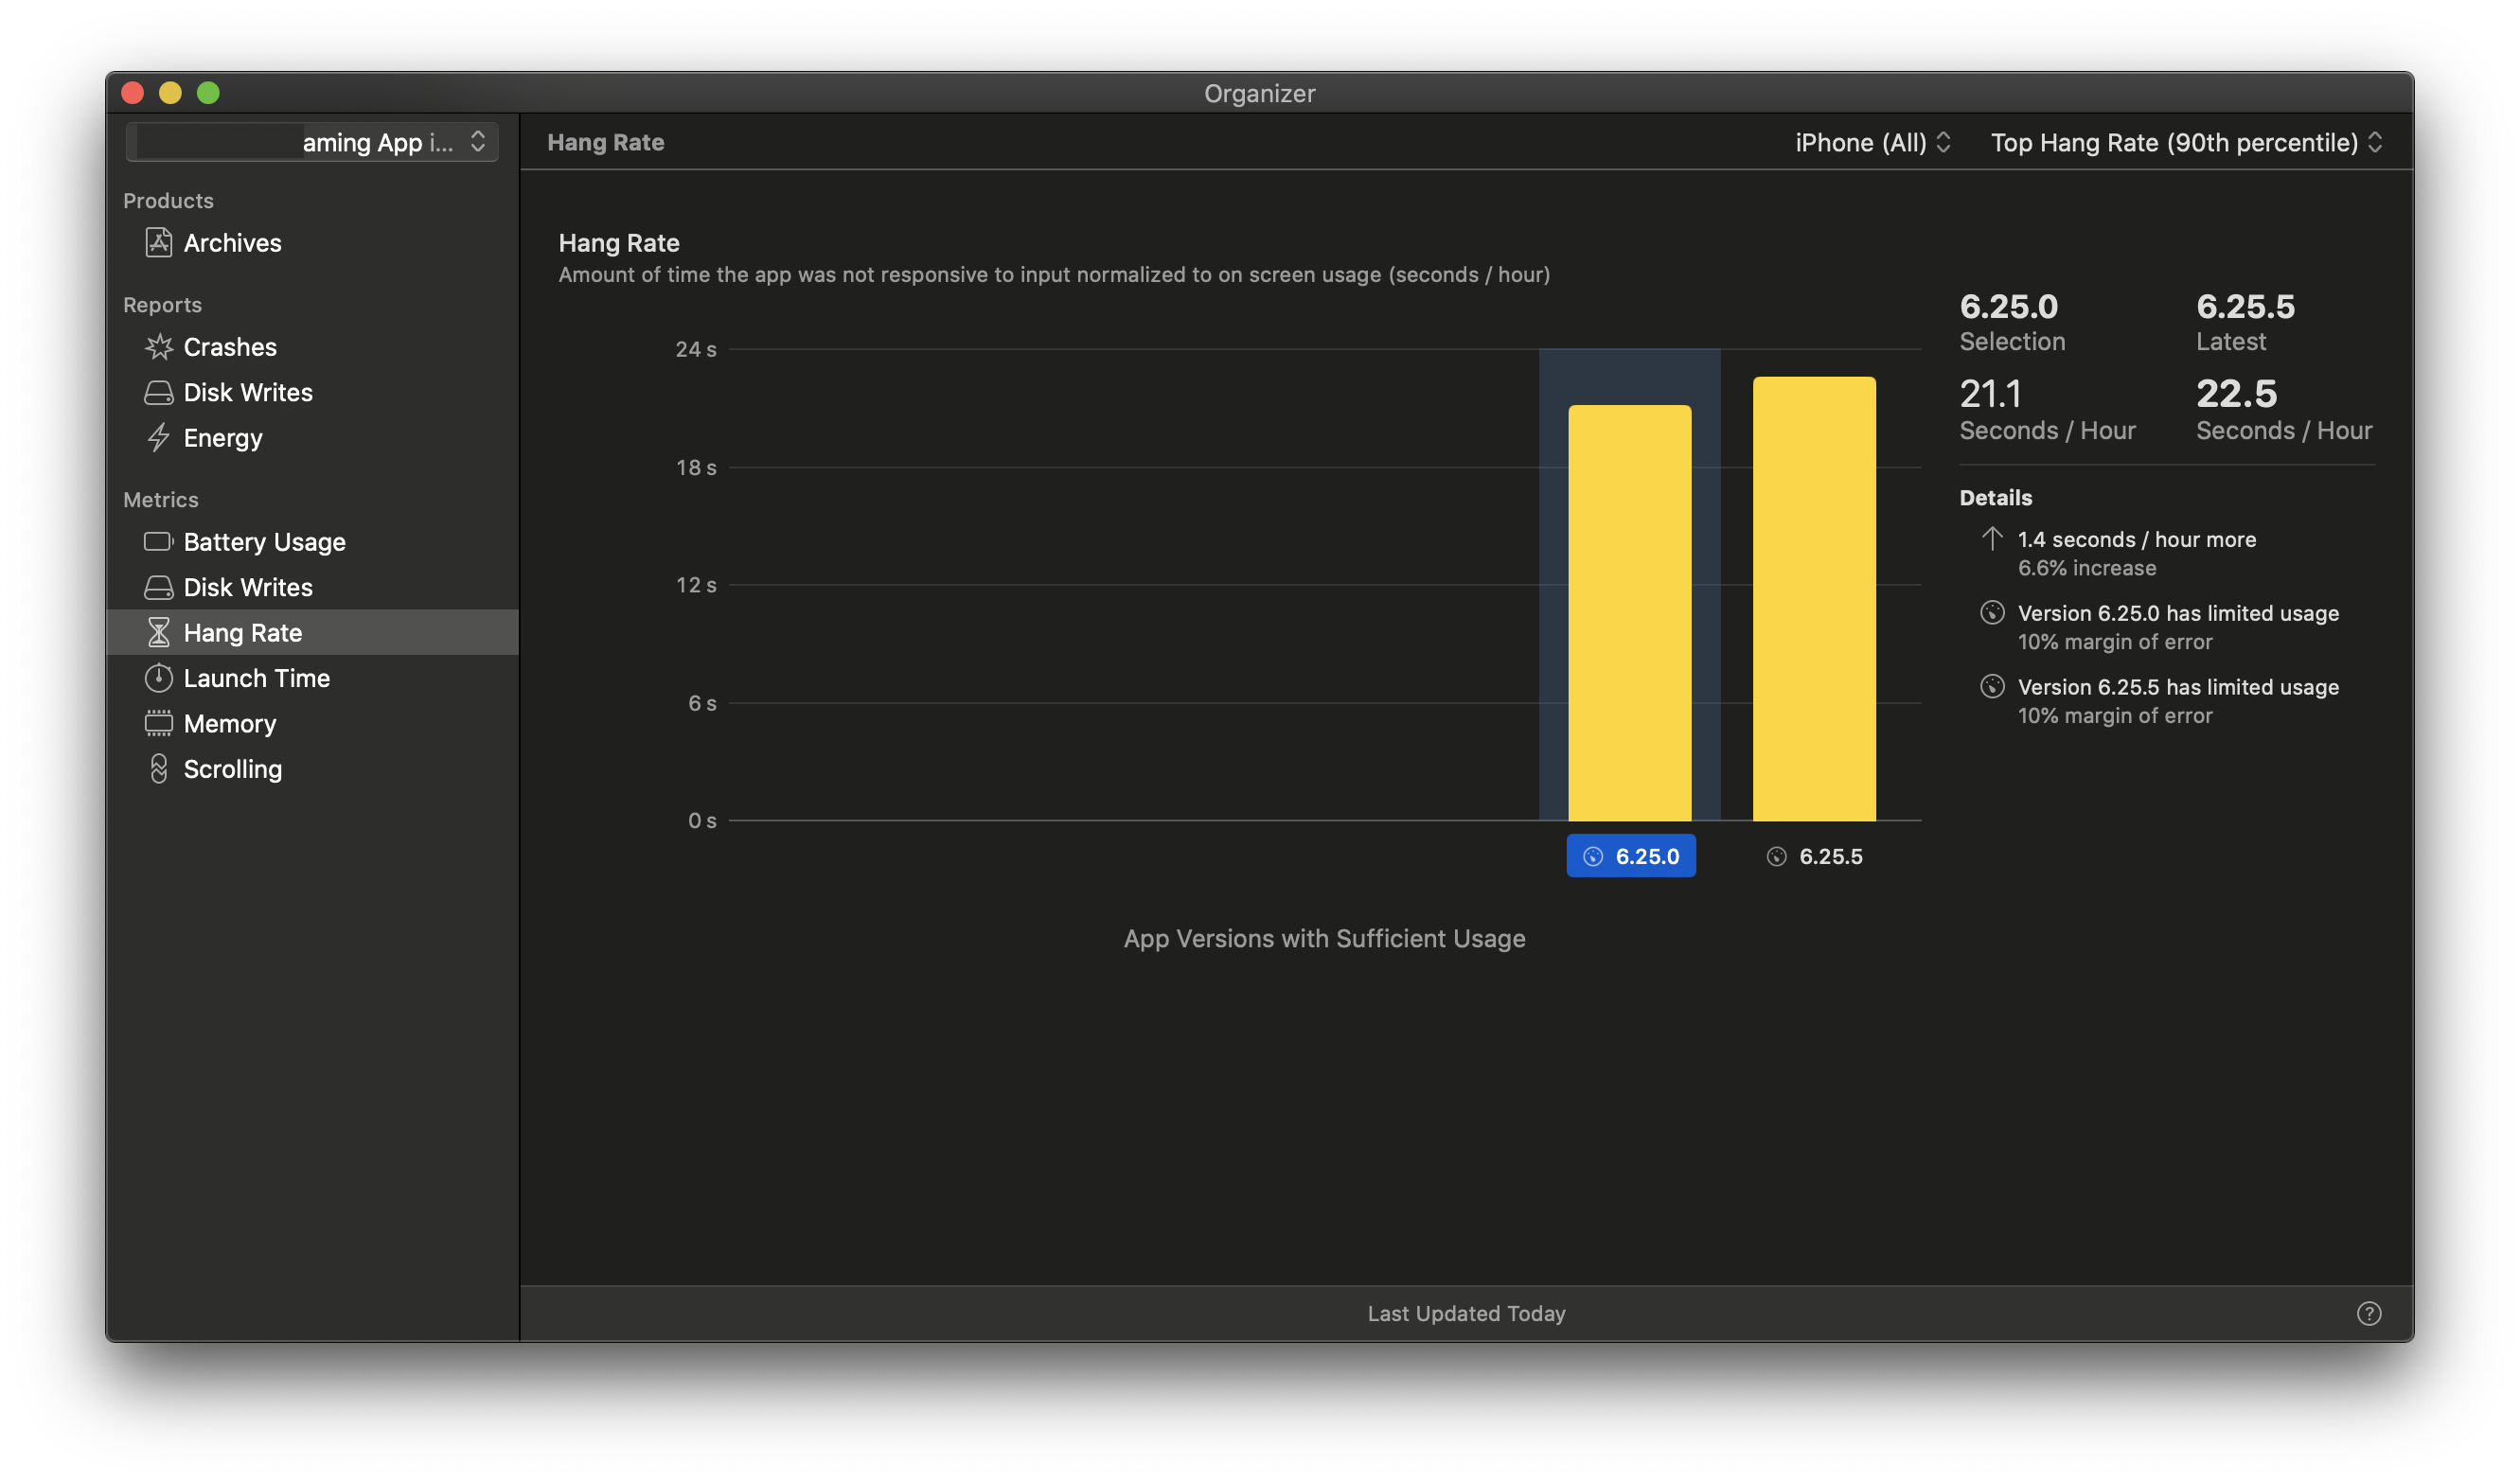 Organizer
aming App i...
Products
Archives
Reports
Crashes
Disk Writes
Energy
Metrics
Battery Usage
Disk Writes
Hang Rate
Launch Time
Memory
Scrolling
Hang Rate
iPhone (All)
Top Hang Rate (90th percentile)
Hang Rate
Amount of time the app was not responsive to input normalized to on screen usage (seconds / hour)
24 s
18 s
12 s
6 s
0 s
6.25.0
6.25.5
App Versions with Sufficient Usage
6.25.0
Selection
21.1
Seconds / Hour
6.25.5
Latest
22.5
Seconds / Hour
Details
1.4 seconds / hour more
6.6% increase
Version 6.25.0 has limited usage
10% margin of error
Version 6.25.5 has limited usage
10% margin of error
Last Updated Today
?